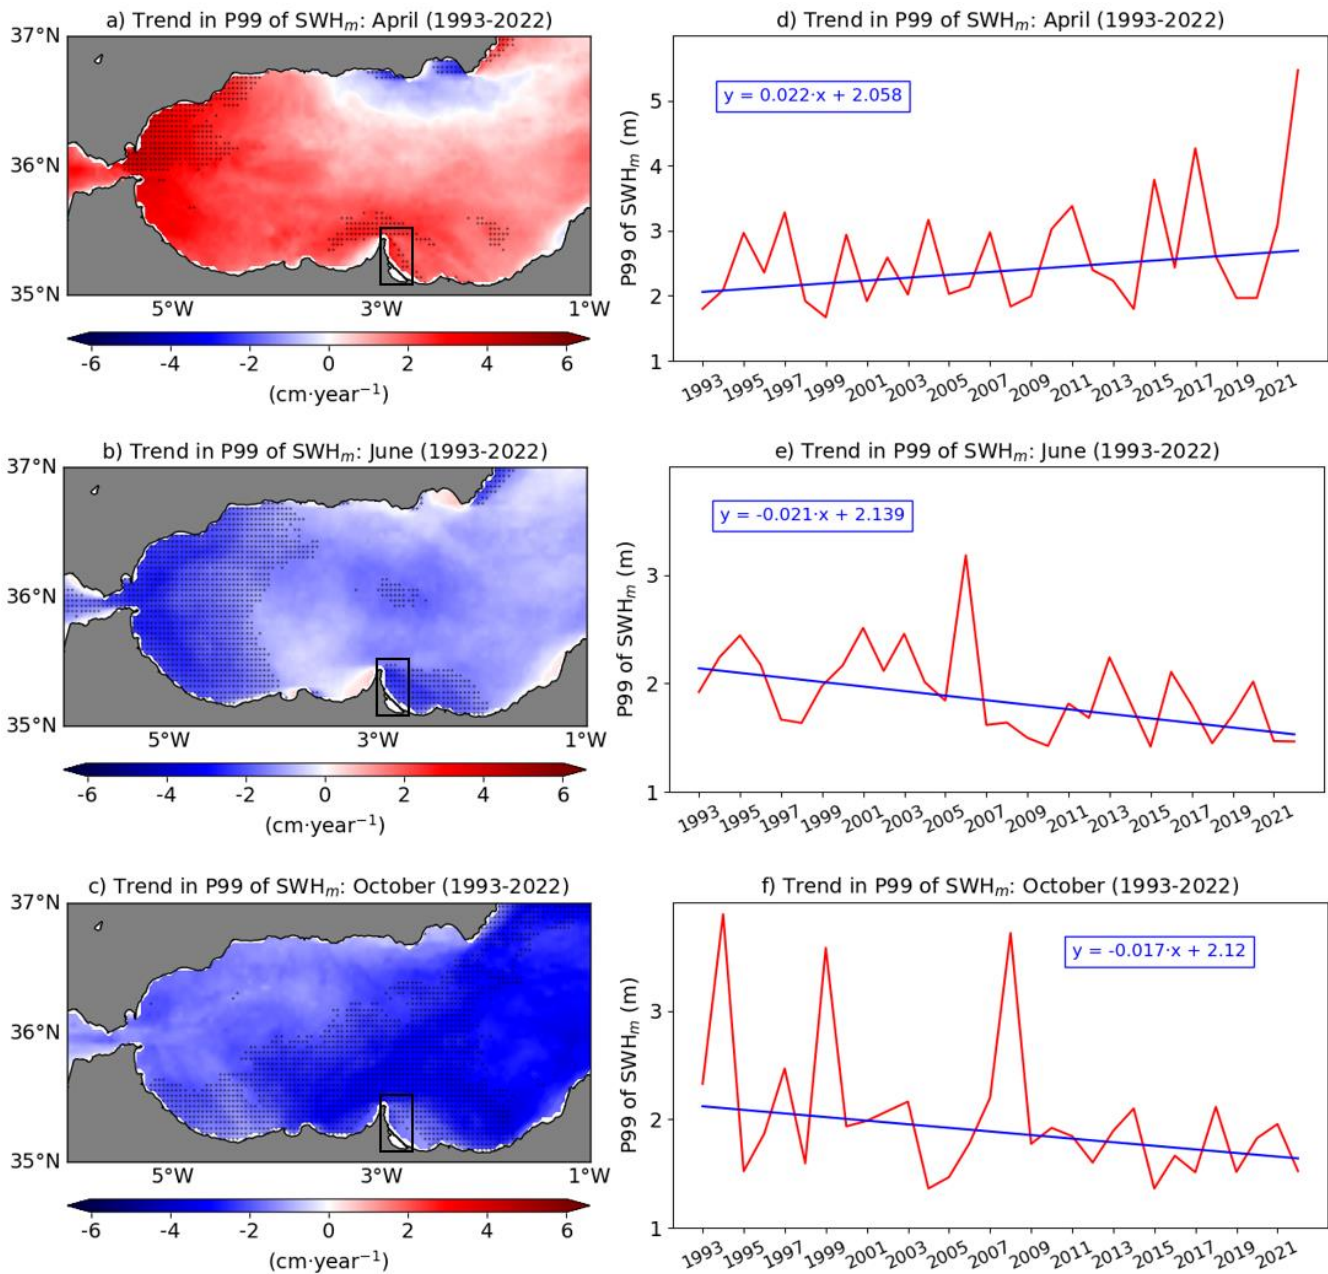 a) Trend in P99 of SWHₘ: April (1993-2022)
37°N
36°N
35°N
5°W
3°W
1°W
-6
-4
-2
0
2
4
6
(cm·year⁻¹)
d) Trend in P99 of SWHₘ: April (1993-2022)
y = 0.022·x + 2.058
P99 of SWHₘ (m)
5
4
3
2
1
1993
1995
1997
1999
2001
2003
2005
2007
2009
2011
2013
2015
2017
2019
2021
b) Trend in P99 of SWHₘ: June (1993-2022)
37°N
36°N
35°N
5°W
3°W
1°W
-6
-4
-2
0
2
4
6
(cm·year⁻¹)
e) Trend in P99 of SWHₘ: June (1993-2022)
y = -0.021·x + 2.139
P99 of SWHₘ (m)
3
2
1
1993
1995
1997
1999
2001
2003
2005
2007
2009
2011
2013
2015
2017
2019
2021
c) Trend in P99 of SWHₘ: October (1993-2022)
37°N
36°N
35°N
5°W
3°W
1°W
-6
-4
-2
0
2
4
6
(cm·year⁻¹)
f) Trend in P99 of SWHₘ: October (1993-2022)
y = -0.017·x + 2.12
P99 of SWHₘ (m)
3
2
1
1993
1995
1997
1999
2001
2003
2005
2007
2009
2011
2013
2015
2017
2019
2021